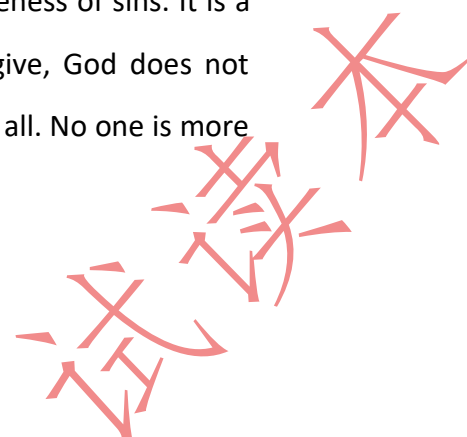 eness of sins. It is a
give, God does not
all. No one is more
试读本